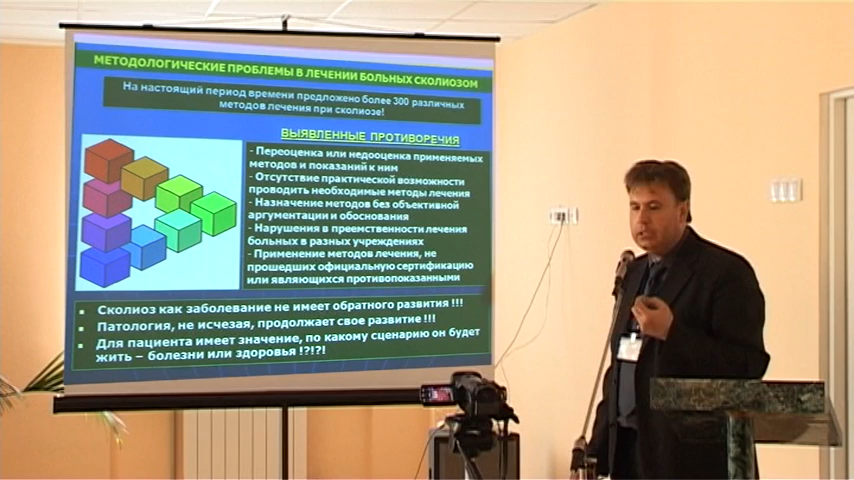 МЕТОДОЛОГИЧЕСКИЕ ПРОБЛЕМЫ В ЛЕЧЕНИИ БОЛЬНЫХ СКОЛИОЗОМ
На настоящий период времени предложено более 300 различных
методов лечения при сколиозе!
ВЫЯВЛЕННЫЕ ПРОТИВОРЕЧИЯ
- Переоценка или недооценка применяемых
методов и показаний к ним
- Отсутствие практической возможности
проводить необходимые методы лечения
- Назначение методов без объективной
аргументации и обоснования
- Нарушения в преемственности лечения
больных в разных учреждениях
- Применение методов лечения, не
прошедших официальную сертификацию
или являющихся противопоказанными
▪ Сколиоз как заболевание не имеет обратного развития !!!
▪ Патология, не исчезая, продолжает свое развитие !!!
▪ Для пациента имеет значение, по какому сценарию он будет
жить – болезни или здоровья !?!?!